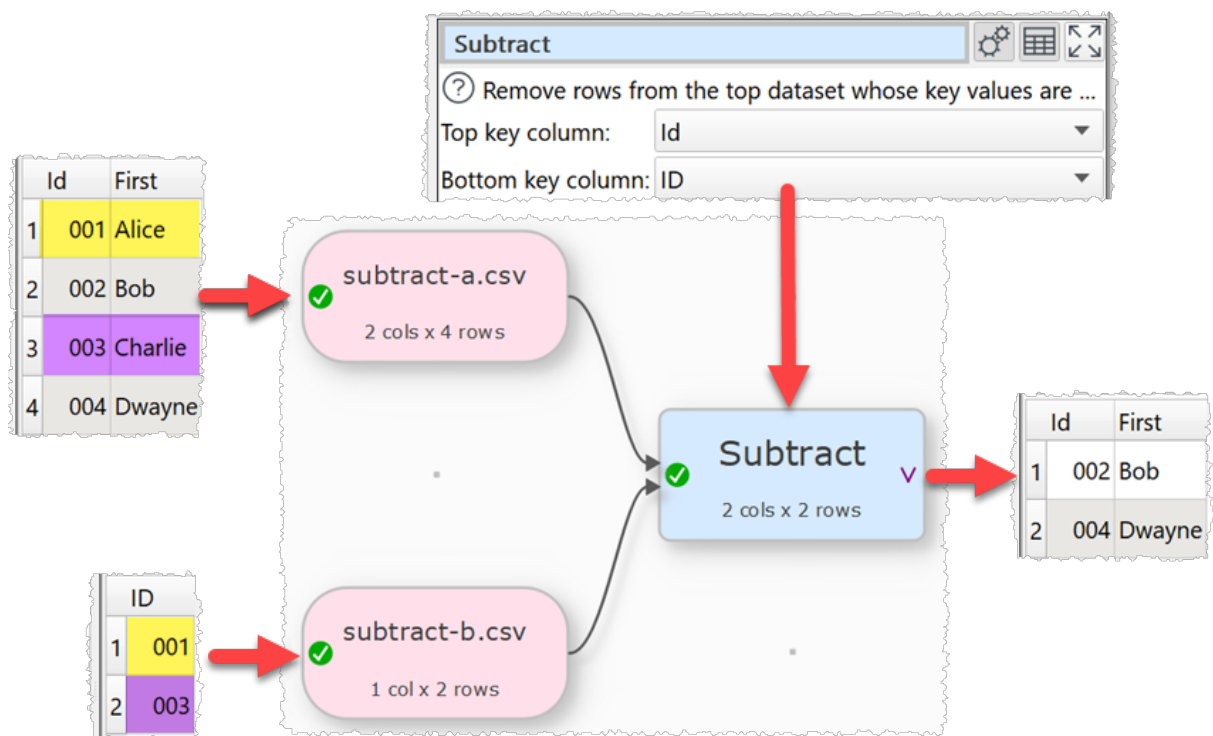 Subtract
? Remove rows from the top dataset whose key values are ...
Top key column: Id
Bottom key column: ID
Id First
1 001 Alice
2 002 Bob
3 003 Charlie
4 004 Dwayne
subtract-a.csv
2 cols x 4 rows
Subtract
2 cols x 2 rows
V
Id First
1 002 Bob
2 004 Dwayne
ID
1 001
2 003
subtract-b.csv
1 col x 2 rows